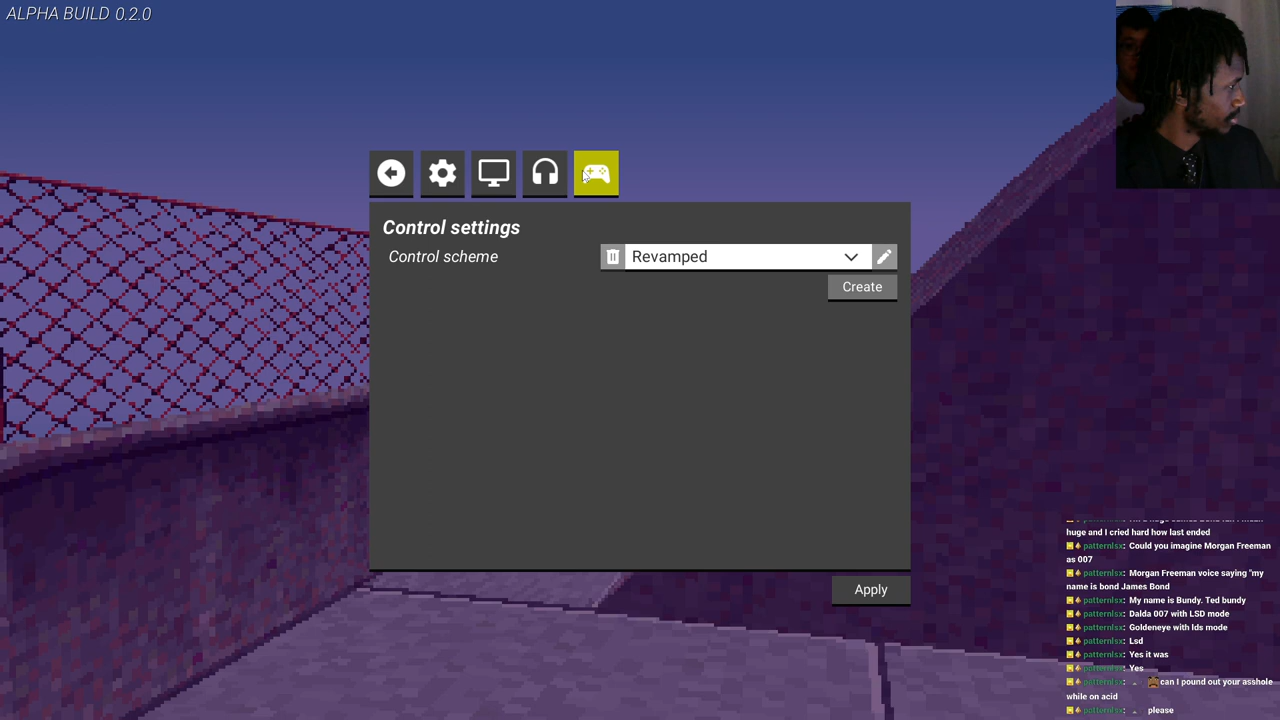 ALPHA BUILD 0.2.0
Control settings
Control scheme
Revamped
Create
Apply
huge and I cried hard how last ended
patternlsx: Could you imagine Morgan Freeman
as 007
patternlsx: Morgan Freeman voice saying "my
name is bond James Bond
patternlsx: My name is Bundy. Ted bundy
patternlsx: Dalda 007 with LSD mode
patternlsx: Goldeneye with lds mode
patternlsx: Lsd
patternlsx: Yes it was
patternlsx: Yes
patternlsx: can I pound out your asshole
while on acid
patternlsx: please